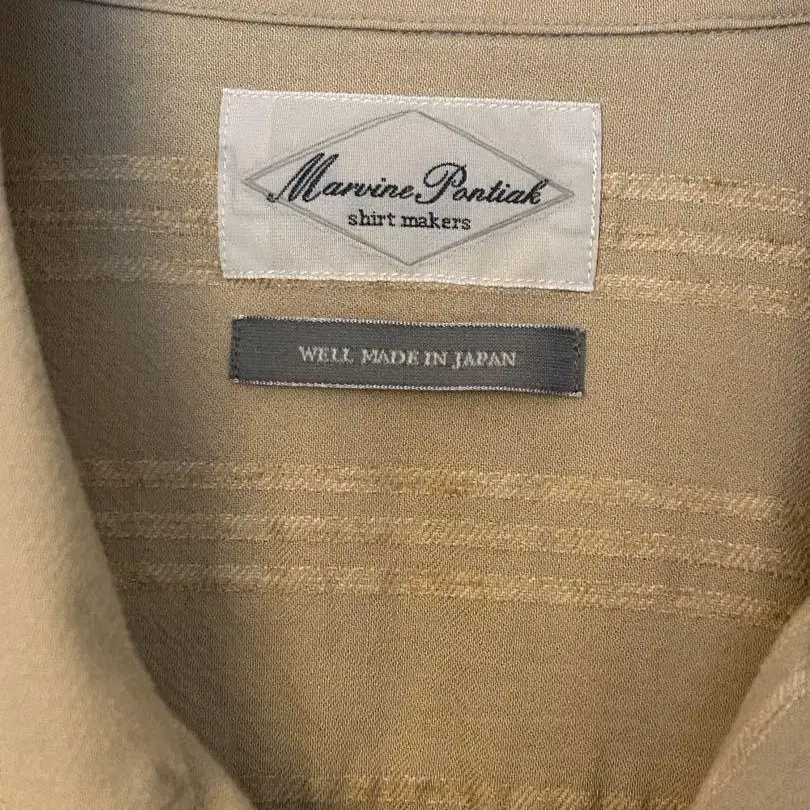 Marvine Pontiak
shirt makers
WELL MADE IN JAPAN